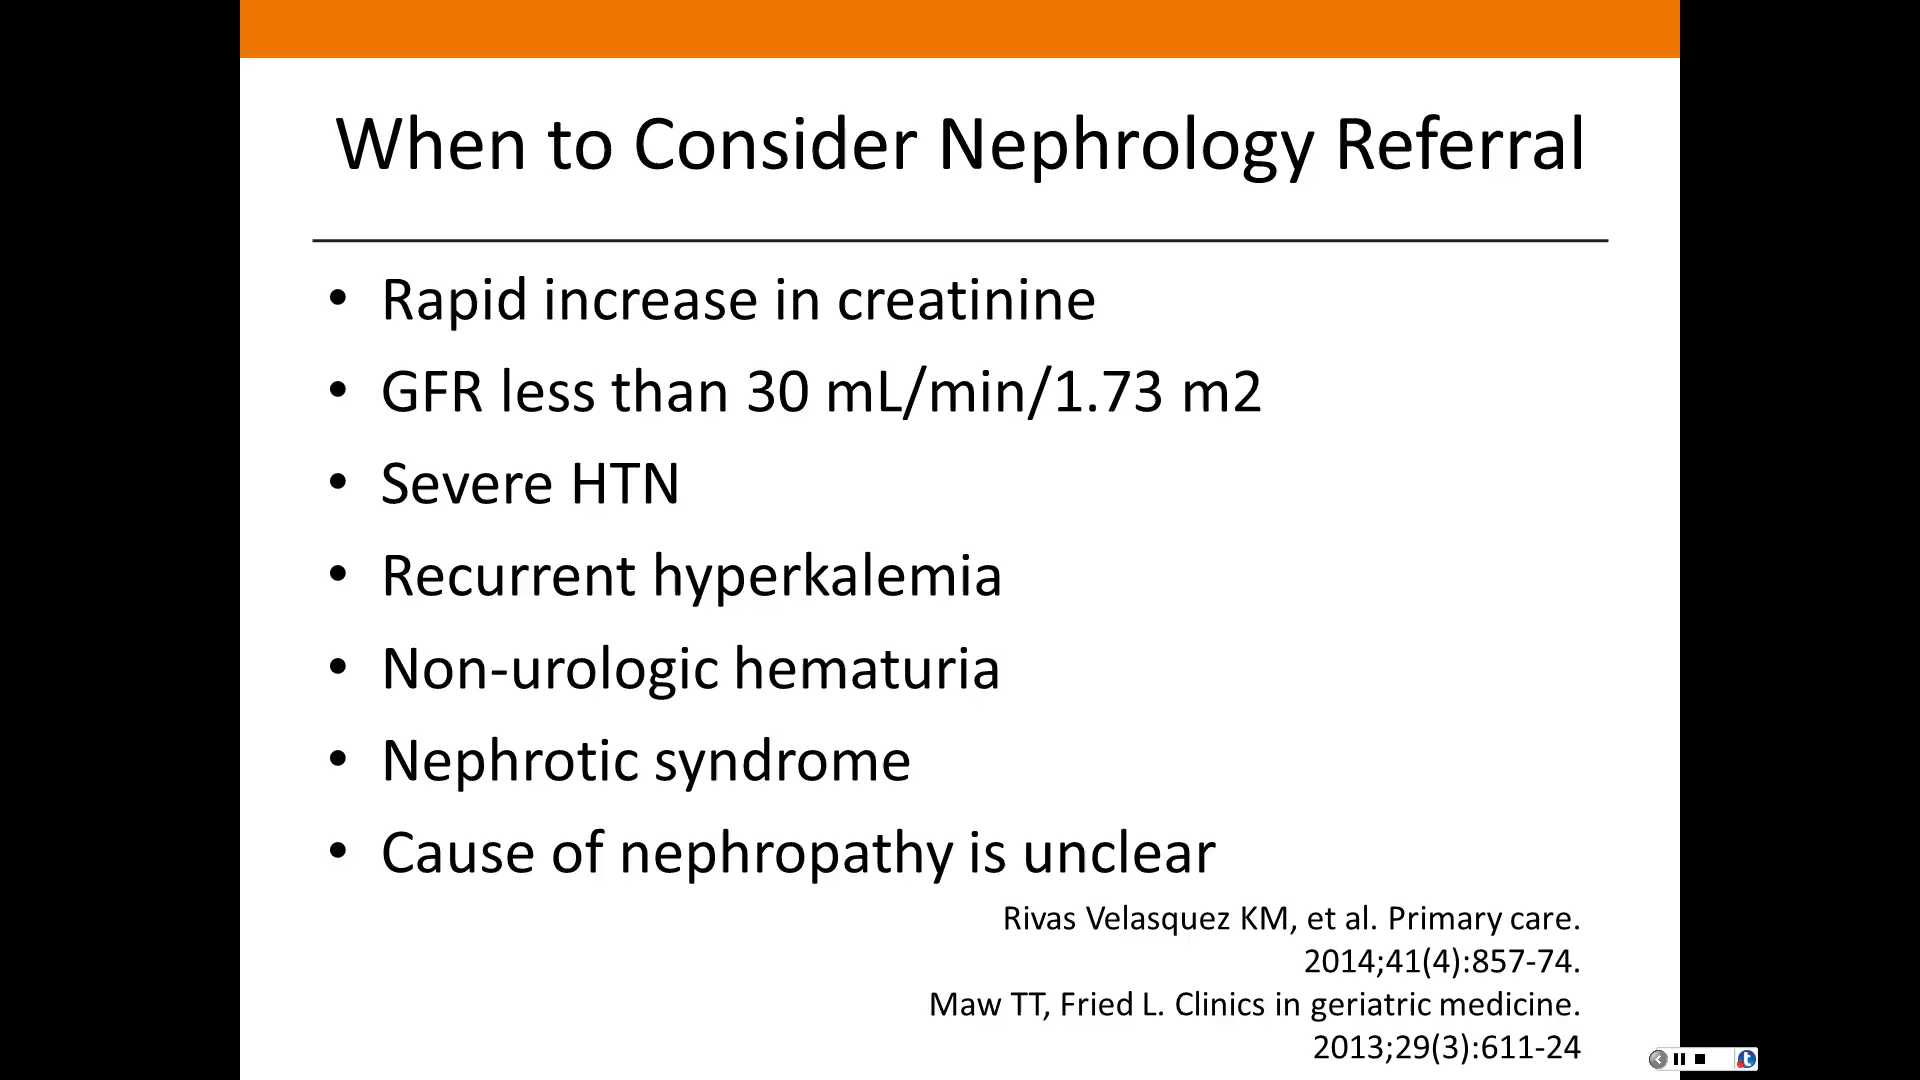 When to Consider Nephrology Referral
• Rapid increase in creatinine
• GFR less than 30 mL/min/1.73 m2
• Severe HTN
• Recurrent hyperkalemia
• Non-urologic hematuria
• Nephrotic syndrome
• Cause of nephropathy is unclear
Rivas Velasquez KM, et al. Primary care.
2014;41(4):857-74.
Maw TT, Fried L. Clinics in geriatric medicine.
2013;29(3):611-24